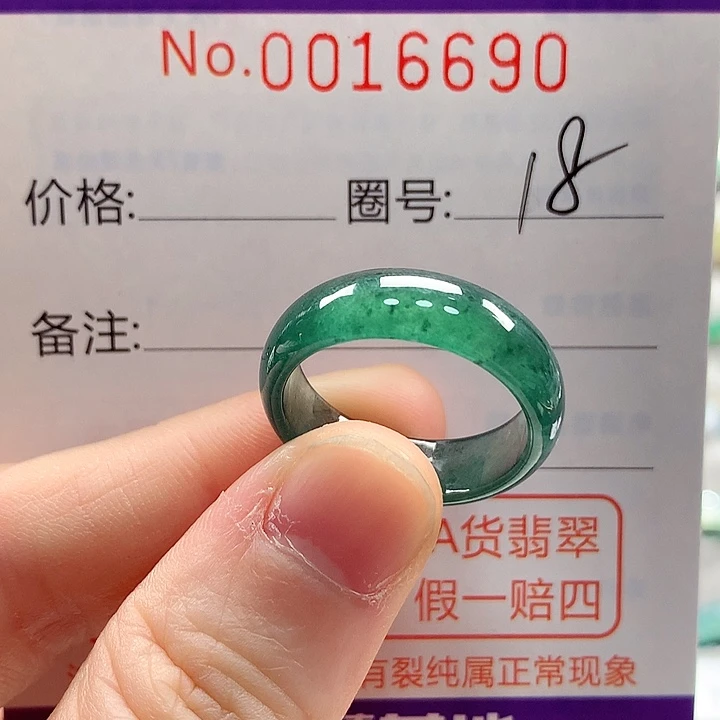 No.0016690
价格: 圈号: 18
备注:
A货翡翠
假一赔四
有裂纯属正常现象